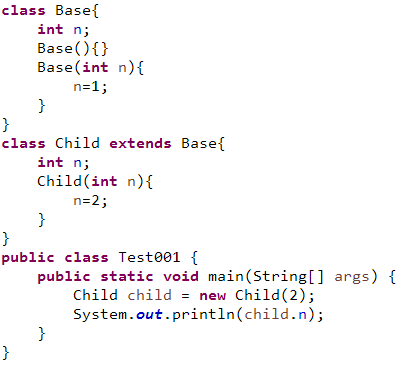 class Base{
    int n;
    Base(){}
    Base(int n){
        n=1;
    }
}
class Child extends Base{
    int n;
    Child(int n){
        n=2;
    }
}
public class Test001 {
    public static void main(String[] args) {
        Child child = new Child(2);
        System.out.println(child.n);
    }
}